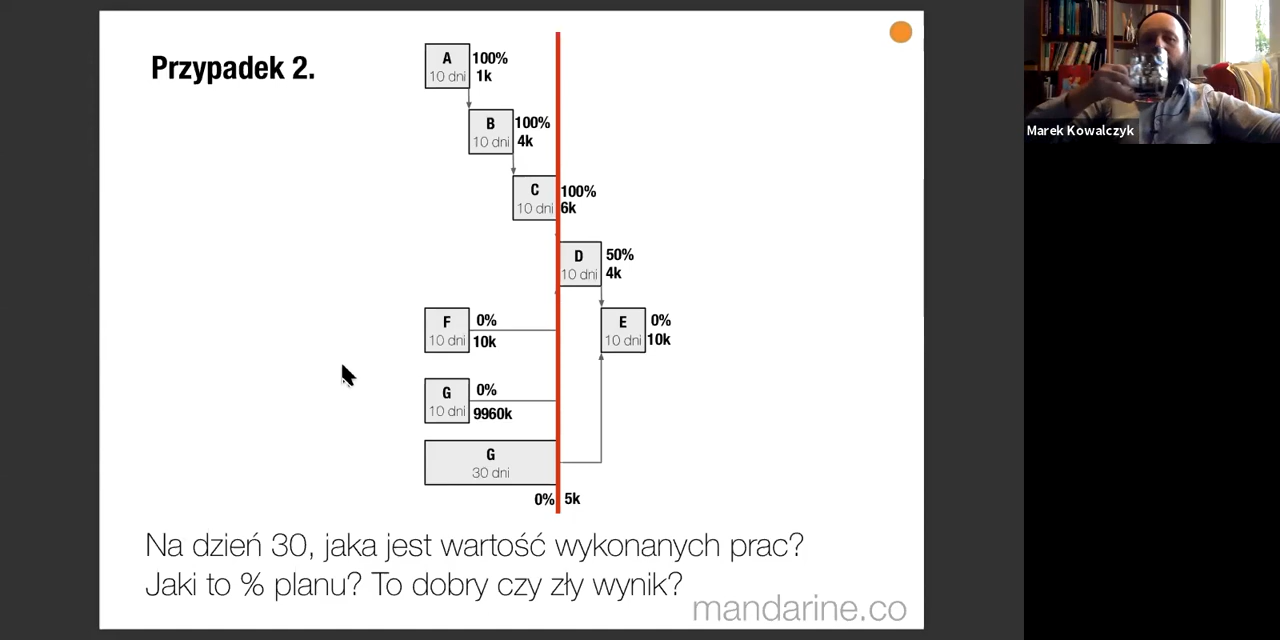 Przypadek 2.
A
10 dni
100%
1k
B
10 dni
100%
4k
C
10 dni
100%
6k
D
10 dni
50%
4k
F
10 dni
0%
10k
E
10 dni
0%
10k
G
10 dni
0%
9960k
G
30 dni
0%
5k
Na dzień 30, jaka jest wartość wykonanych prac?
Jaki to % planu? To dobry czy zły wynik?
mandarine.co
Marek Kowalczyk